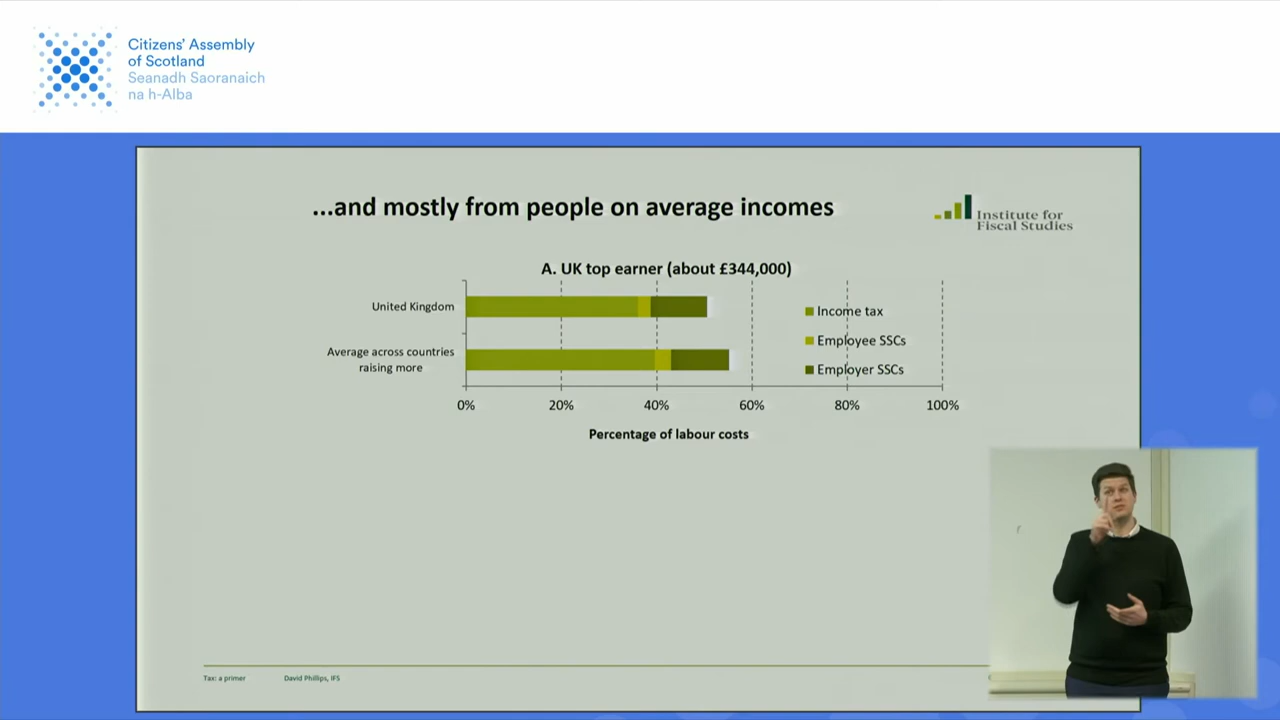 Citizens' Assembly
of Scotland
Seanadh Saoranaich
na h-Alba
...and mostly from people on average incomes
Institute for
Fiscal Studies
A. UK top earner (about £344,000)
United Kingdom
Average across countries
raising more
Income tax
Employee SSCs
Employer SSCs
0% 20% 40% 60% 80% 100%
Percentage of labour costs
Tax: a primer David Phillips, IFS